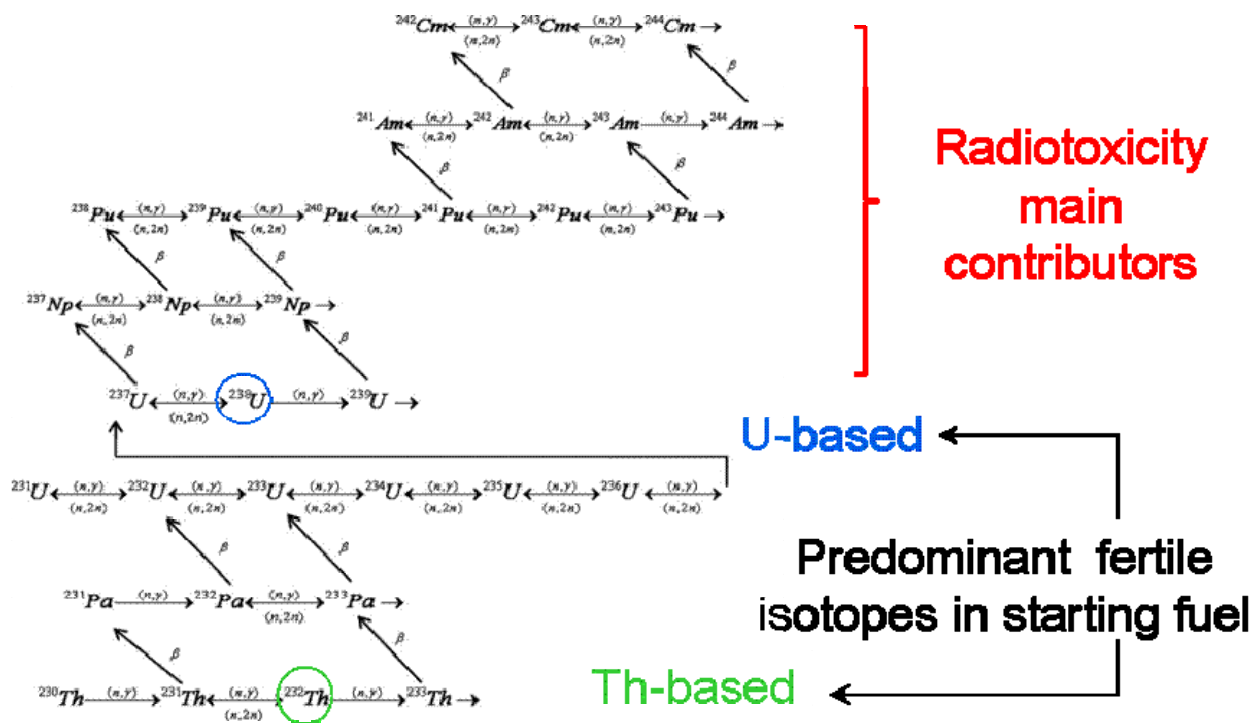 ²⁴²Cm (n,γ) (n,2n) ²⁴³Cm (n,γ) (n,2n) ²⁴⁴Cm
β β
²⁴¹Am (n,γ) (n,2n) ²⁴²Am (n,γ) (n,2n) ²⁴³Am (n,γ) ²⁴⁴Am
β β
²³⁸Pu (n,γ) (n,2n) ²³⁹Pu (n,γ) (n,2n) ²⁴⁰Pu (n,γ) (n,2n) ²⁴¹Pu (n,γ) (n,2n) ²⁴²Pu (n,γ) (n,2n) ²⁴³Pu
β β
²³⁷Np (n,γ) (n,2n) ²³⁸Np (n,γ) (n,2n) ²³⁹Np
β β
²³⁷U (n,γ) (n,2n) ²³⁸U (n,γ) ²³⁹U
Radiotoxicity
main
contributors
U-based
²³¹U (n,γ) (n,2n) ²³²U (n,γ) (n,2n) ²³³U (n,γ) (n,2n) ²³⁴U (n,γ) (n,2n) ²³⁵U (n,γ) (n,2n) ²³⁶U (n,γ) (n,2n)
β β
²³¹Pa (n,γ) ²³²Pa (n,γ) (n,2n) ²³³Pa
β β
²³⁰Th (n,γ) ²³¹Th (n,γ) (n,2n) ²³²Th (n,γ) ²³³Th
Predominant fertile
isotopes in starting fuel
Th-based